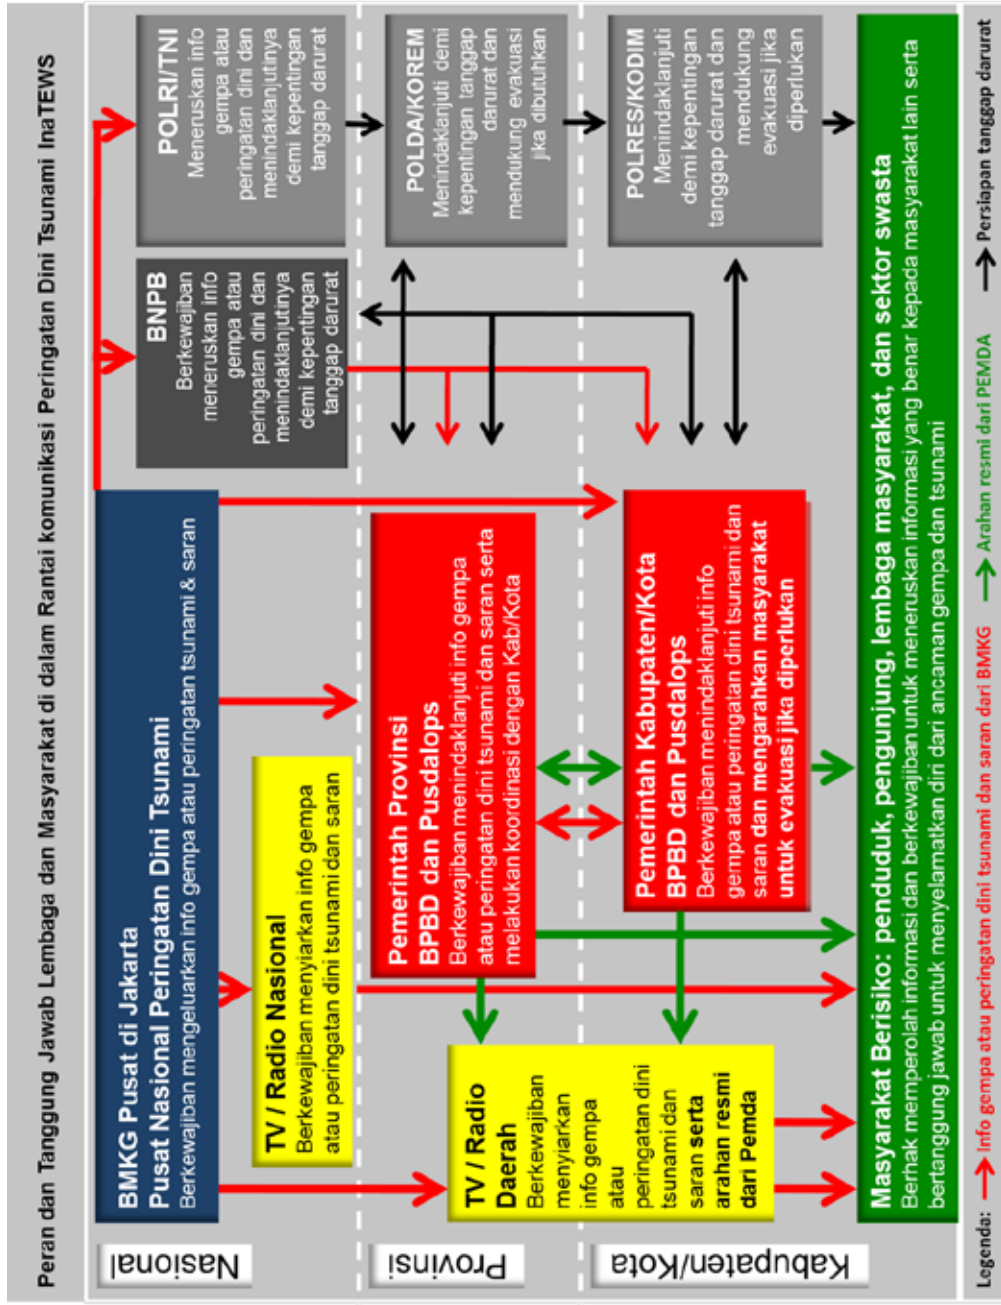 Peran dan Tanggung Jawab Lembaga dan Masyarakat di dalam Rantai komunikasi Peringatan Dini Tsunami InaTEWS
Nasional
BMKG Pusat di Jakarta
Pusat Nasional Peringatan Dini Tsunami
Berkewajiban mengeluarkan info gempa atau peringatan tsunami & saran
TV / Radio Nasional
Berkewajiban menyiarkan info gempa
atau peringatan dini tsunami dan saran
BNPB
Berkewajiban
meneruskan info
gempa atau
peringatan dini dan
menindaklanjutinya
demi kepentingan
tanggap darurat
POLRI/TNI
Meneruskan info
gempa atau
peringatan dini dan
menindaklanjutinya
demi kepentingan
tanggap darurat
Provinsi
Pemerintah Provinsi
BPBD dan Pusdalops
Berkewajiban menindaklanjuti info gempa
atau peringatan dini tsunami dan saran serta
melakukan koordinasi dengan Kab/Kota
POLDA/KOREM
Menindaklanjuti demi
kepentingan tanggap
darurat dan
mendukung evakuasi
jika dibutuhkan
TV / Radio
Daerah
Berkewajiban
menyiarkan
info gempa
atau
peringatan dini
tsunami dan
saran serta
arahan resmi
dari Pemda
Kabupaten/Kota
Pemerintah Kabupaten/Kota
BPBD dan Pusdalops
Berkewajiban menindaklanjuti info
gempa atau peringatan dini tsunami dan
saran dan mengarahkan masyarakat
untuk evakuasi jika diperlukan
POLRES/KODIM
Menindaklanjuti
demi kepentingan
tanggap darurat dan
mendukung
evakuasi jika
diperlukan
Masyarakat Berisiko: penduduk, pengunjung, lembaga masyarakat, dan sektor swasta
Berhak memperolah informasi dan berkewajiban untuk meneruskan informasi yang benar kepada masyarakat lain serta
bertanggung jawab untuk menyelamatkan diri dari ancaman gempa dan tsunami
Legenda: Info gempa atau peringatan dini tsunami dan saran dari BMKG Arahan resmi dari PEMDA Persiapan tanggap darurat